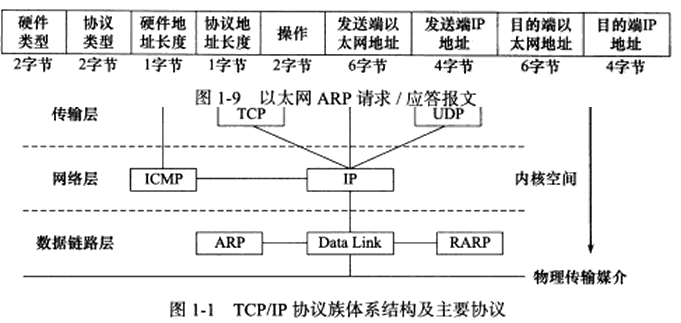 硬件类型 协议类型 硬件地址长度 协议地址长度 操作 发送端以太网地址 发送端IP地址 目的端以太网地址 目的端IP地址
2字节 2字节 1字节 1字节 2字节 6字节 4字节 6字节 4字节
图 1-9 以太网 ARP 请求 / 应答报文
传输层 TCP UDP
网络层 ICMP IP 内核空间
数据链路层 ARP Data Link RARP
物理传输媒介
图 1-1 TCP/IP 协议族体系结构及主要协议